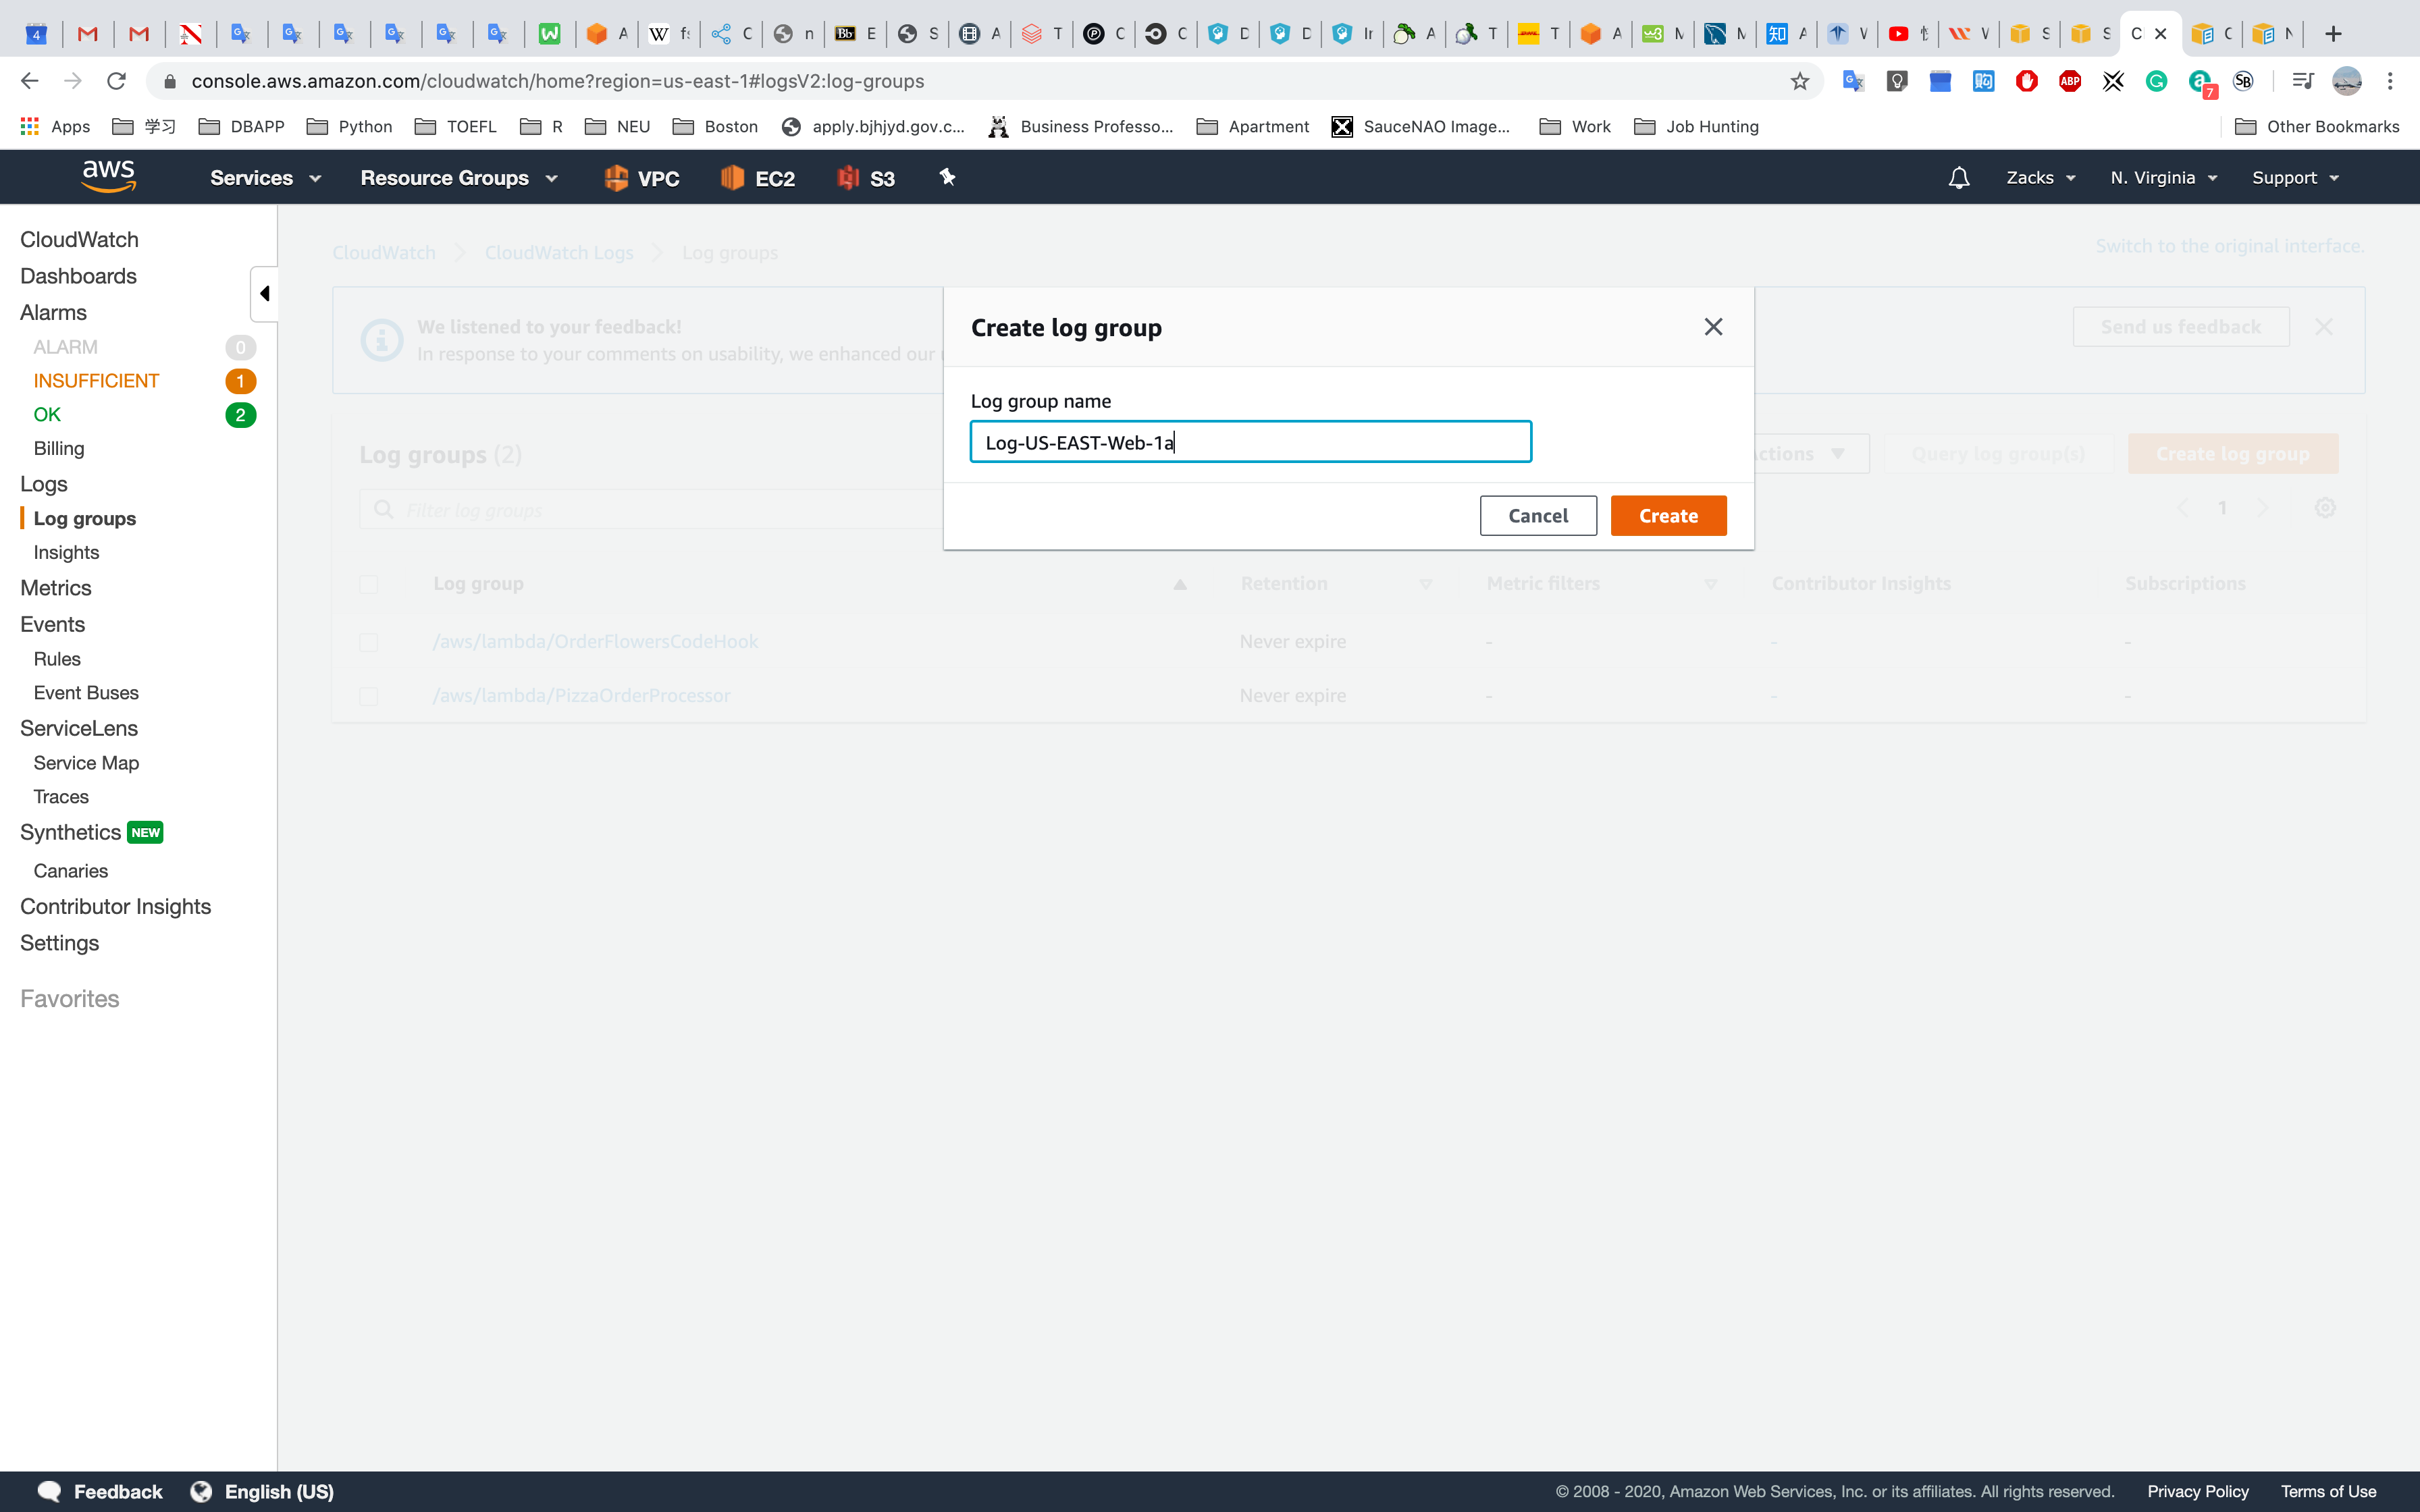 4 A W f: C n Bb E S A T C C D D Ir A T T A M M 知 A V t V S S C C N
console.aws.amazon.com/cloudwatch/home?region=us-east-1#logsV2:log-groups
购 ABP 7 SB
Apps 学习 DBAPP Python TOEFL R NEU Boston apply.bjhjyd.gov.c... Business Professo... Apartment SauceNAO Image... Work Job Hunting Other Bookmarks
aws Services Resource Groups VPC EC2 S3 Zacks N. Virginia Support
CloudWatch
Dashboards
Alarms
ALARM 0
INSUFFICIENT 1
OK 2
Billing
Logs
Log groups
Insights
Metrics
Events
Rules
Event Buses
ServiceLens
Service Map
Traces
Synthetics NEW
Canaries
Contributor Insights
Settings
Favorites
CloudWatch CloudWatch Logs Log groups
Switch to the original interface.
We listened to your feedback!
In response to your comments on usability, we enhanced our
Send us feedback
Create log group
Log group name
Log-US-EAST-Web-1a
Cancel Create
Log groups (2)
ctions Query log group(s) Create log group
Filter log groups
1
Log group Retention Metric filters Contributor Insights Subscriptions
/aws/lambda/OrderFlowersCodeHook Never expire - - -
/aws/lambda/PizzaOrderProcessor Never expire - - -
Feedback English (US) © 2008 - 2020, Amazon Web Services, Inc. or its affiliates. All rights reserved. Privacy Policy Terms of Use